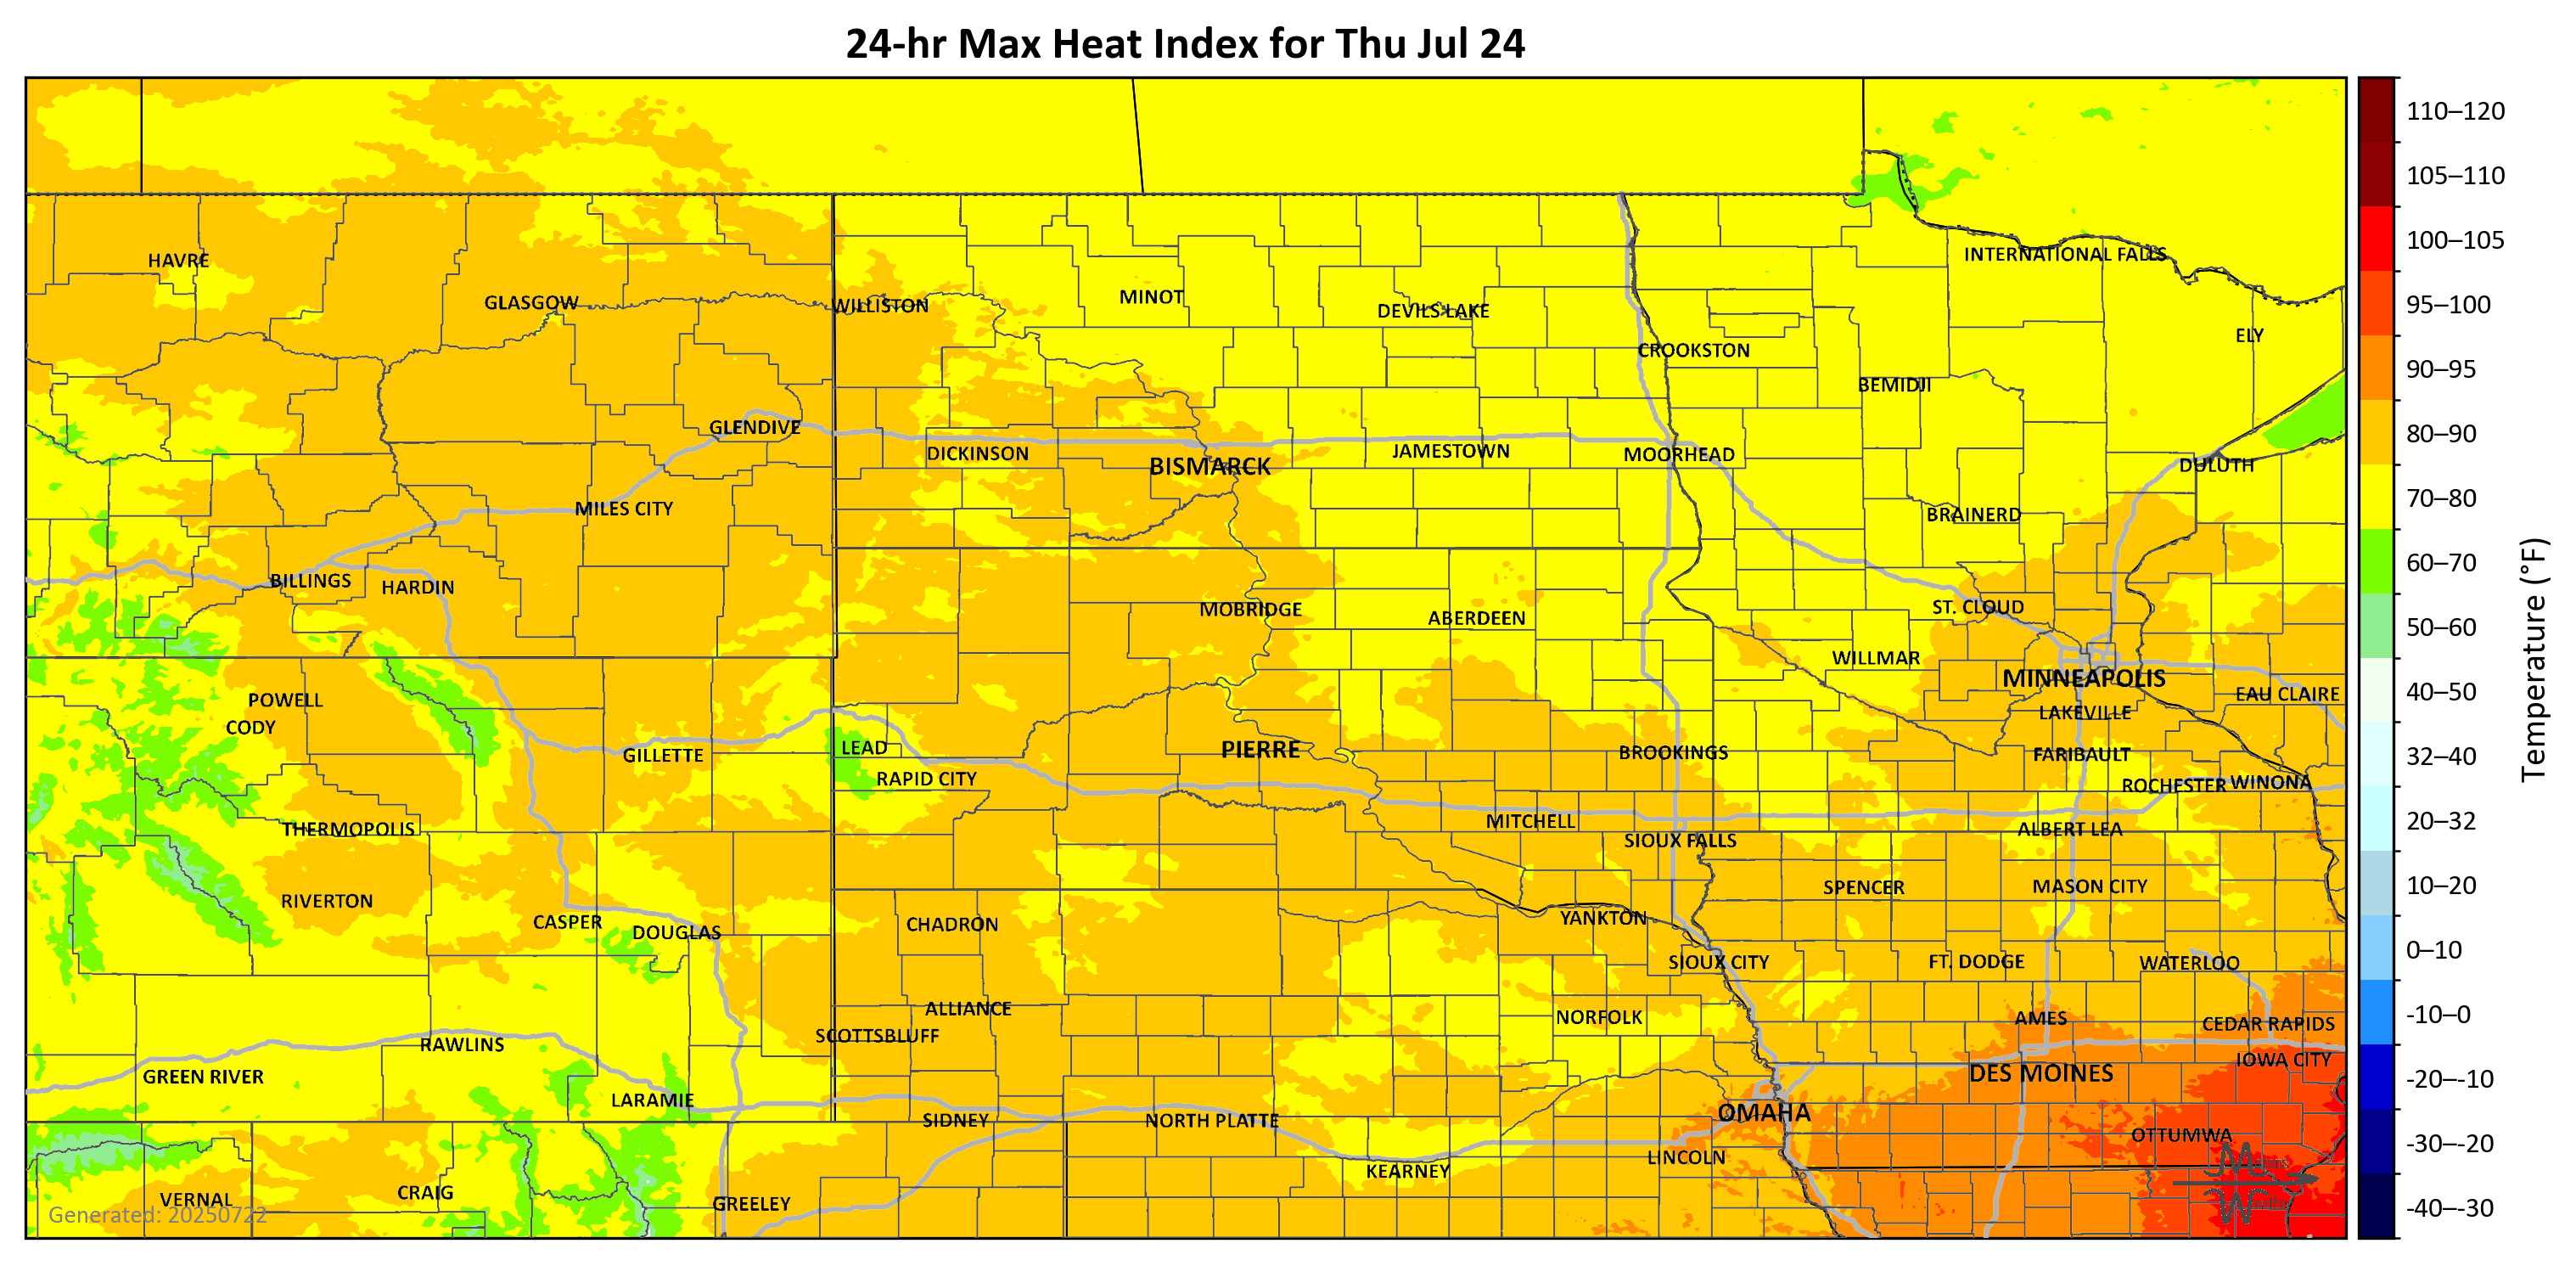 24-hr Max Heat Index for Thu Jul 24
110–120
105–110
100–105
95–100
90–95
80–90
70–80
60–70
50–60
40–50
32–40
20–32
10–20
0–10
-10–0
-20–-10
-30–-20
-40–-30
Temperature (°F)
HAVRE
GLASGOW
WILLISTON
MINOT
DEVILS LAKE
CROOKSTON
INTERNATIONAL FALLS
ELY
BEMIDJI
GLENDIVE
DICKINSON
BISMARCK
JAMESTOWN
MOORHEAD
DULUTH
MILES CITY
BRAINERD
BILLINGS
HARDIN
MOBRIDGE
ABERDEEN
ST. CLOUD
WILLMAR
MINNEAPOLIS
EAU CLAIRE
POWELL
CODY
LAKEVILLE
GILLETTE
LEAD
RAPID CITY
PIERRE
BROOKINGS
FARIBAULT
ROCHESTER
WINONA
THERMOPOLIS
MITCHELL
SIOUX FALLS
ALBERT LEA
RIVERTON
CASPER
DOUGLAS
CHADRON
YANKTON
SPENCER
MASON CITY
SIOUX CITY
FT. DODGE
WATERLOO
ALLIANCE
SCOTTSBLUFF
NORFOLK
AMES
CEDAR RAPIDS
RAWLINS
GREEN RIVER
LARAMIE
DES MOINES
IOWA CITY
SIDNEY
NORTH PLATTE
OMAHA
OTTUMWA
KEARNEY
LINCOLN
VERNAL
CRAIG
GREELEY
Generated: 20250722